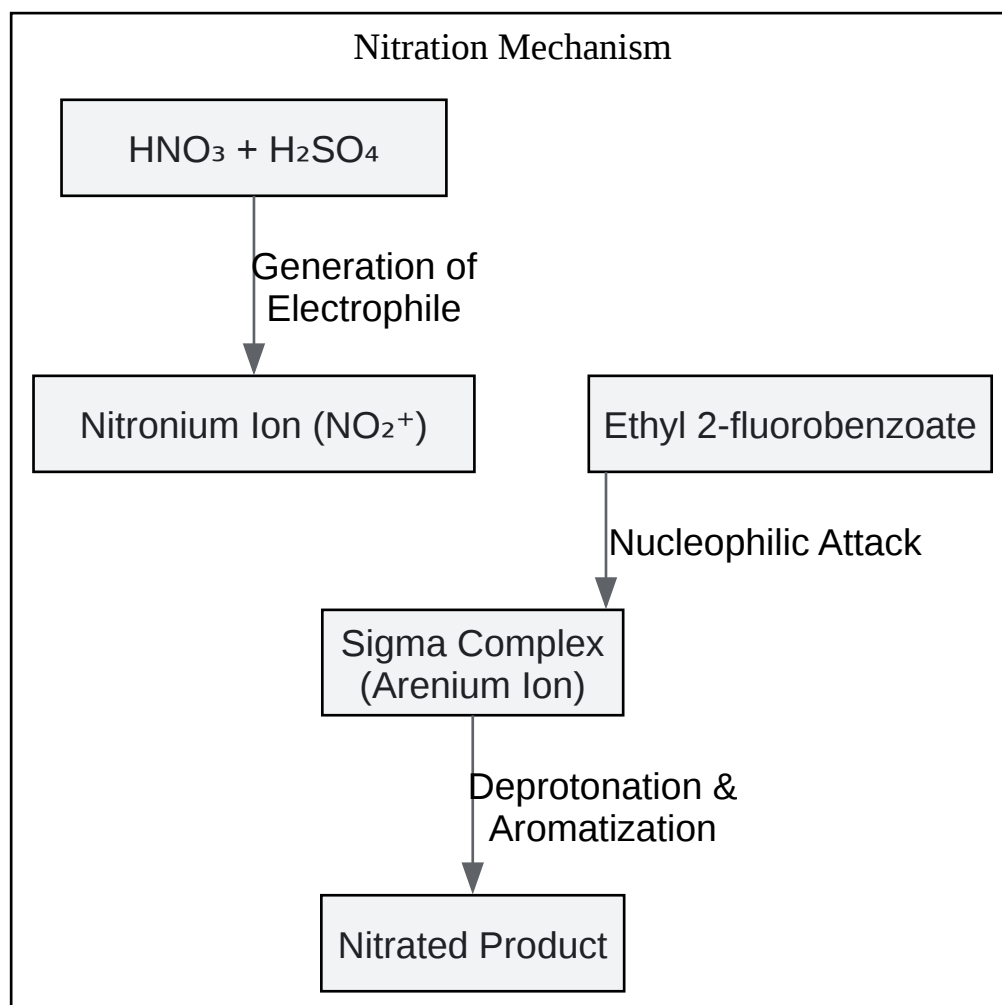 Nitration Mechanism
HNO₃ + H₂SO₄
Generation of
Electrophile
Nitronium Ion (NO₂⁺)
Ethyl 2-fluorobenzoate
Nucleophilic Attack
Sigma Complex
(Arenium Ion)
Deprotonation &
Aromatization
Nitrated Product